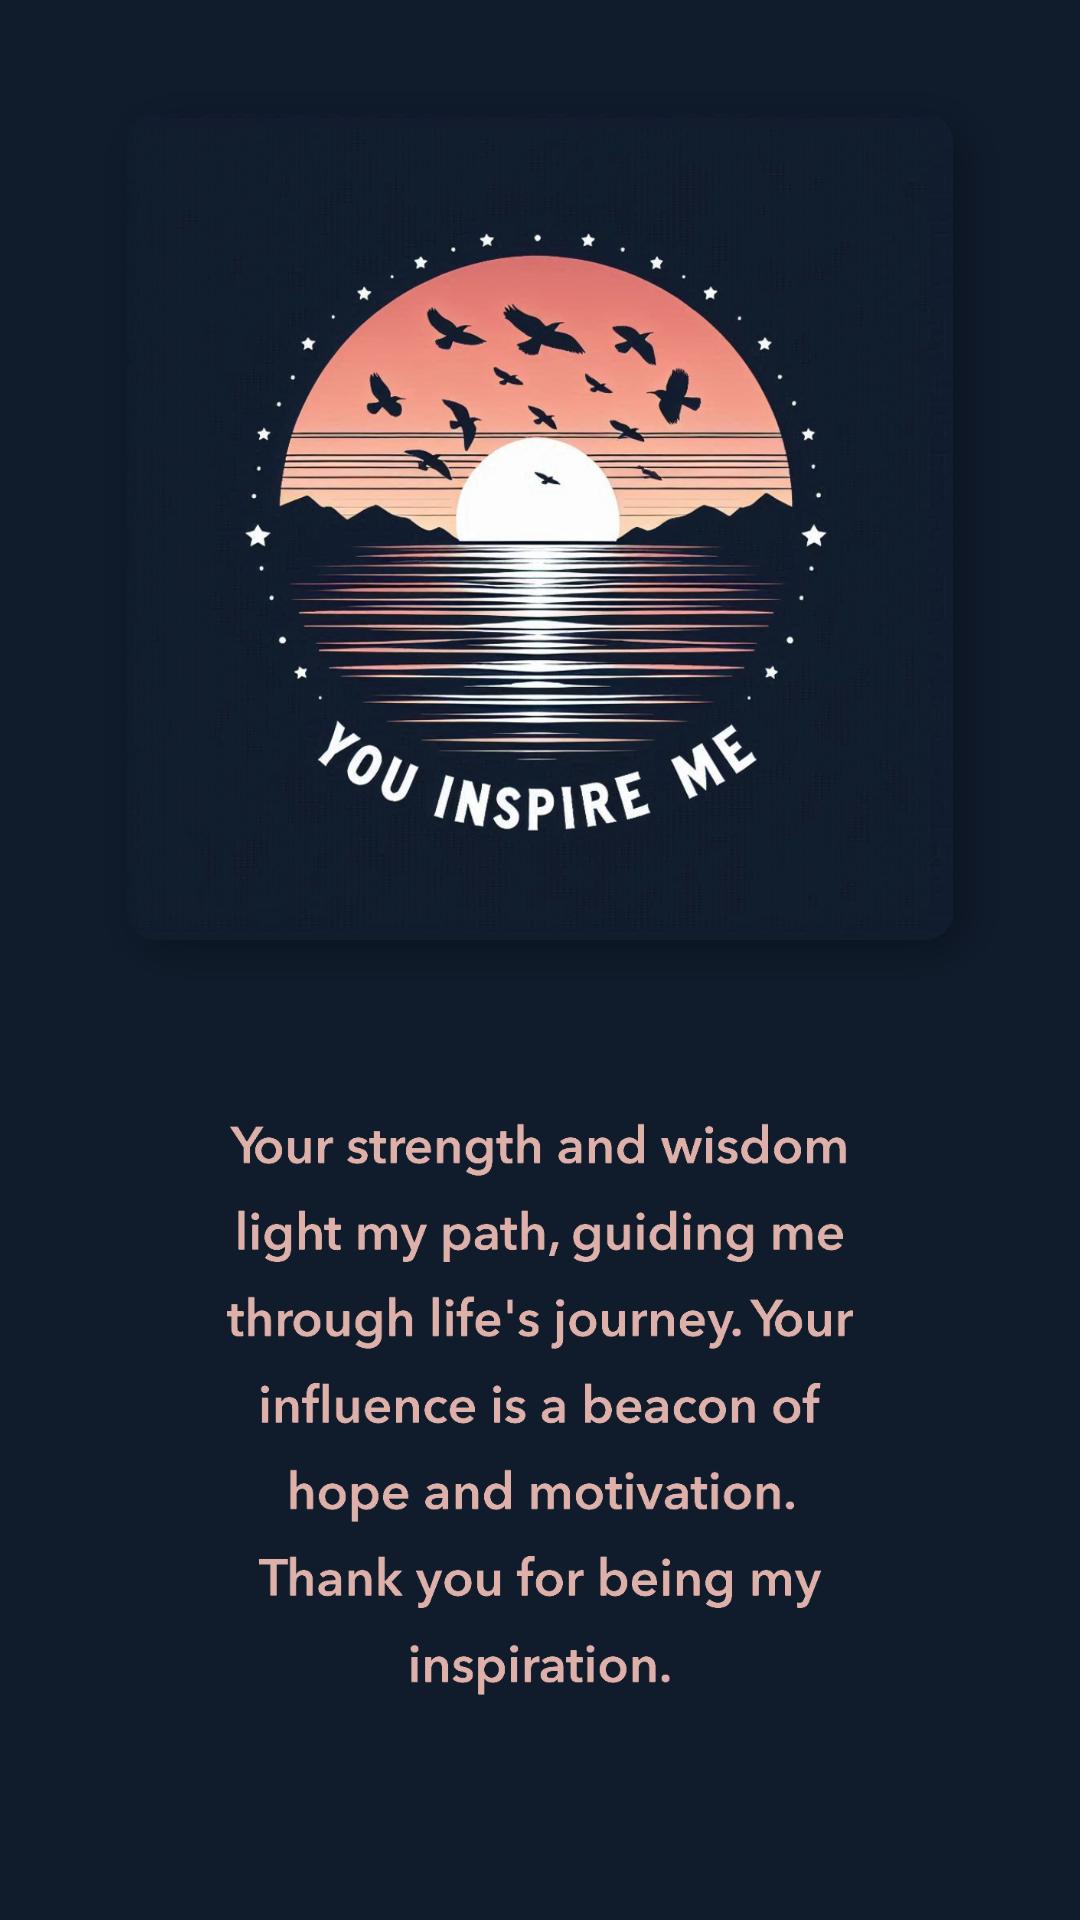 YOU INSPIRE ME
Your strength and wisdom
light my path, guiding me
through life's journey. Your
influence is a beacon of
hope and motivation.
Thank you for being my
inspiration.